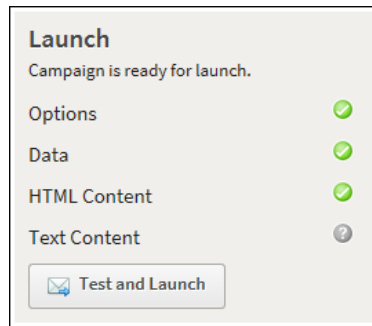 Launch
Campaign is ready for launch.
Options
Data
HTML Content
Text Content
?
Test and Launch